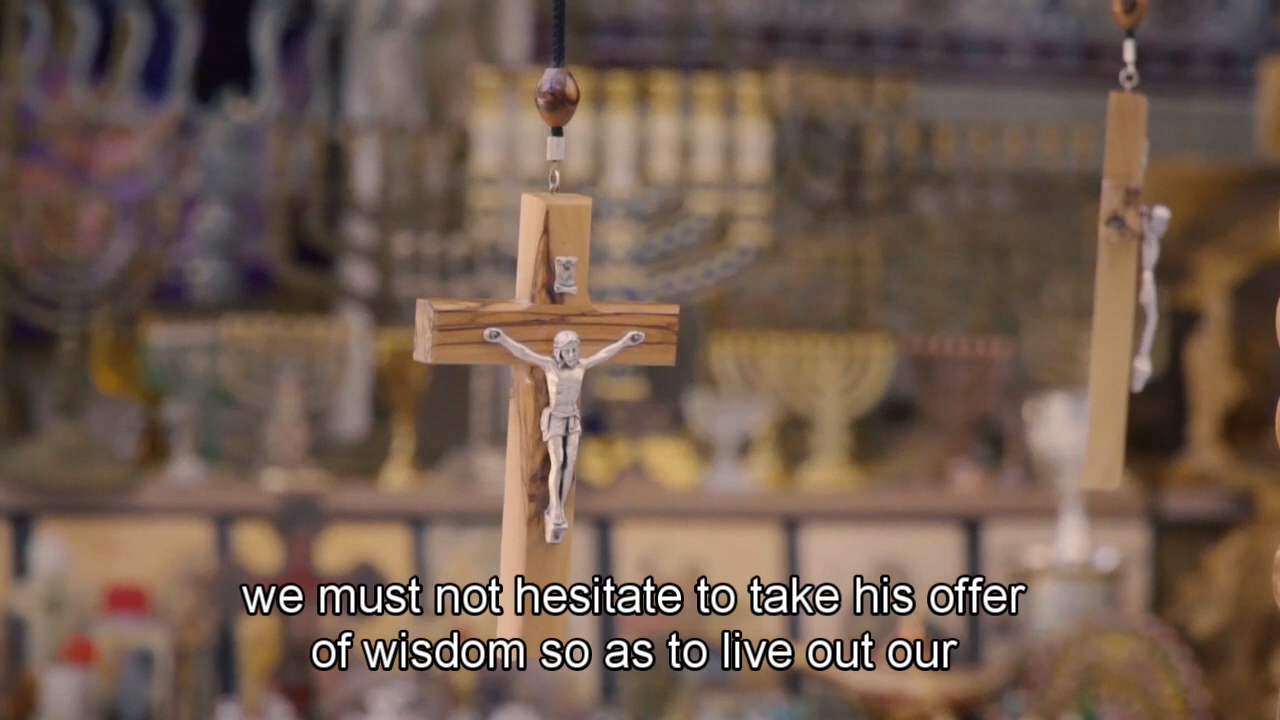 we must not hesitate to take his offer
of wisdom so as to live out our